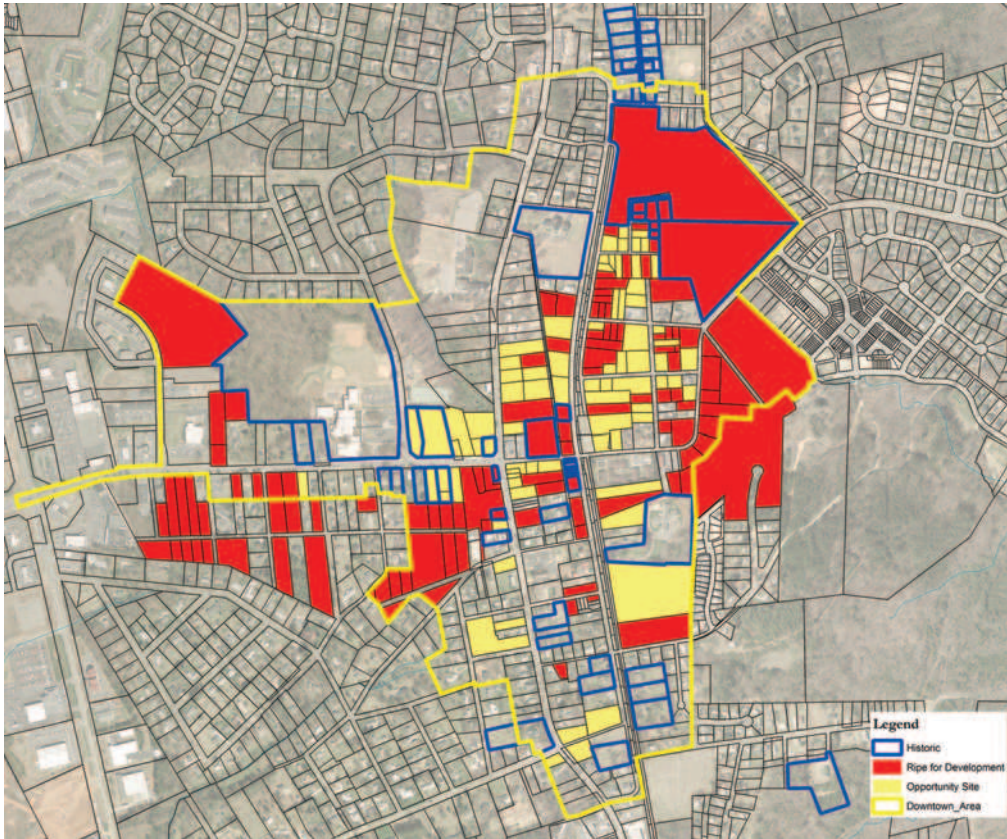 Legend
Historic
Ripe for Development
Opportunity Site
Downtown_Area